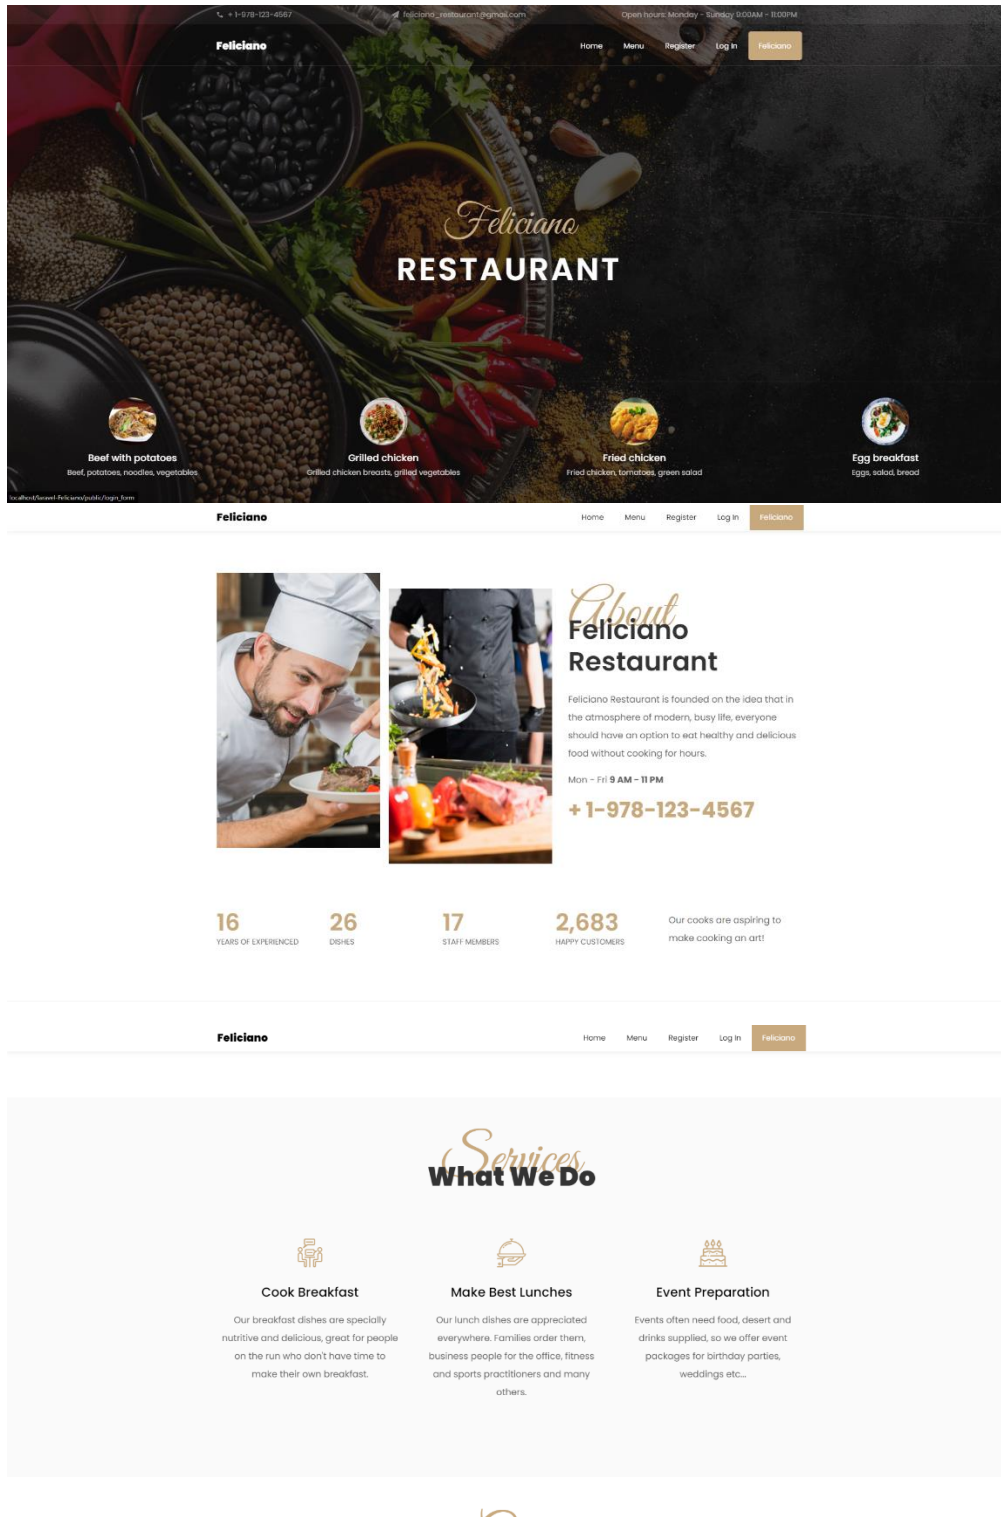 + 1-978-123-4567
feliciano_restaurant@gmail.com
Open hours: Monday - Sunday 9:00AM - 11:00PM
Feliciano
Home
Menu
Register
Log In
Feliciano
Feliciano
RESTAURANT
Beef with potatoes
Beef, potatoes, noodles, vegetables
Grilled chicken
Grilled chicken breasts, grilled vegetables
Fried chicken
Fried chicken, tomatoes, green salad
Egg breakfast
Eggs, salad, bread
localhost/laravel-Feliciano/public/login_form
Feliciano
Home
Menu
Register
Log In
Feliciano
About
Feliciano
Restaurant
Feliciano Restaurant is founded on the idea that in
the atmosphere of modern, busy life, everyone
should have an option to eat healthy and delicious
food without cooking for hours.
Mon - Fri 9 AM - 11 PM
+ 1-978-123-4567
16
YEARS OF EXPERIENCED
26
DISHES
17
STAFF MEMBERS
2,683
HAPPY CUSTOMERS
Our cooks are aspiring to
make cooking an art!
Feliciano
Home
Menu
Register
Log In
Feliciano
Services
What We Do
Cook Breakfast
Our breakfast dishes are specially
nutritive and delicious, great for people
on the run who don't have time to
make their own breakfast.
Make Best Lunches
Our lunch dishes are appreciated
everywhere. Families order them,
business people for the office, fitness
and sports practitioners and many
others.
Event Preparation
Events often need food, desert and
drinks supplied, so we offer event
packages for birthday parties,
weddings etc...